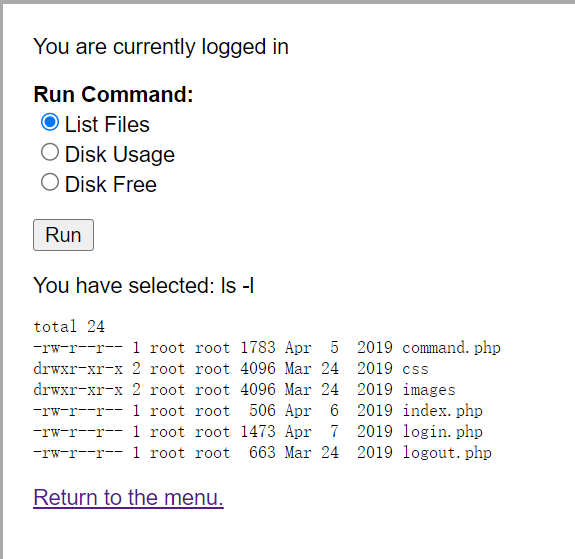 You are currently logged in
Run Command:
List Files
Disk Usage
Disk Free
Run
You have selected: ls -l
total 24
-rw-r--r-- 1 root root 1783 Apr  5  2019 command.php
drwxr-xr-x 2 root root 4096 Mar 24  2019 css
drwxr-xr-x 2 root root 4096 Mar 24  2019 images
-rw-r--r-- 1 root root  506 Apr  6  2019 index.php
-rw-r--r-- 1 root root 1473 Apr  7  2019 login.php
-rw-r--r-- 1 root root  663 Mar 24  2019 logout.php
Return to the menu.